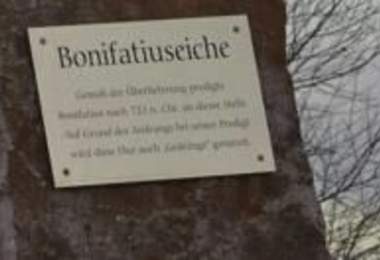 Bonifatiuseiche
Gemäß der Überlieferung predigte
Bonifatius nach 723 n. Chr. an dieser Stelle.
Auf Grund des Andrangs bei seiner Predigt
wird diese Flur auch genannt.